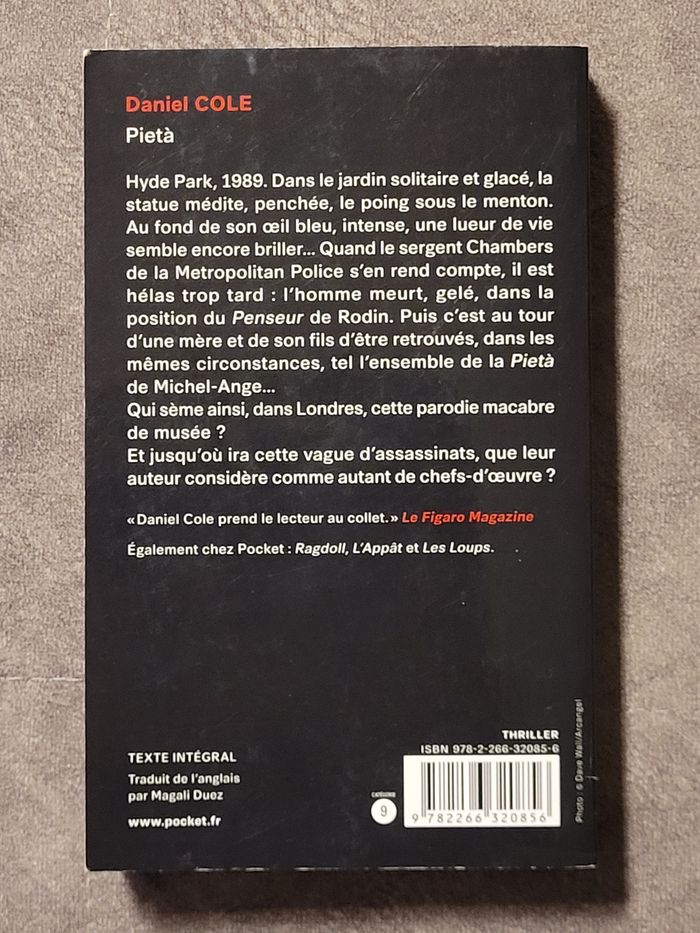 Daniel COLE
Pietà
Hyde Park, 1989. Dans le jardin solitaire et glacé, la
statue médite, penchée, le poing sous le menton.
Au fond de son œil bleu, intense, une lueur de vie
semble encore briller... Quand le sergent Chambers
de la Metropolitan Police s'en rend compte, il est
hélas trop tard : l'homme meurt, gelé, dans la
position du Penseur de Rodin. Puis c'est au tour
d'une mère et de son fils d'être retrouvés, dans les
mêmes circonstances, tel l'ensemble de la Pietà
de Michel-Ange...
Qui sème ainsi, dans Londres, cette parodie macabre
de musée ?
Et jusqu'où ira cette vague d'assassinats, que leur
auteur considère comme autant de chefs-d'œuvre ?
« Daniel Cole prend le lecteur au collet. » Le Figaro Magazine
Également chez Pocket : Ragdoll, L'Appât et Les Loups.
THRILLER
ISBN 978-2-266-32085-6
TEXTE INTÉGRAL
Traduit de l'anglais
par Magali Duez
www.pocket.fr
CATÉGORIE
9
9 782266 320856
Photo : © Dave Wall/Arcangel